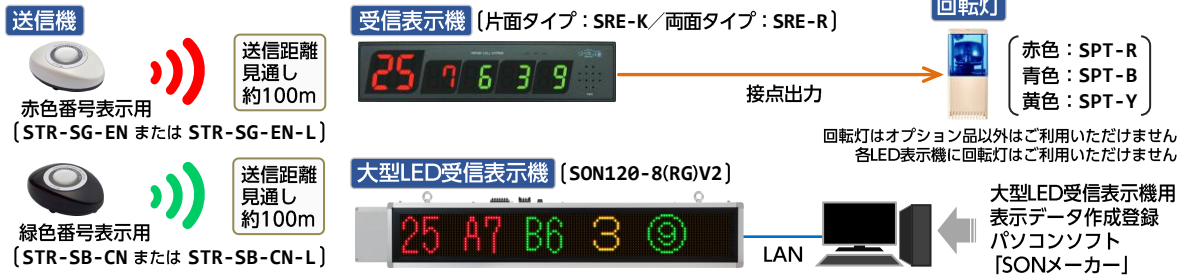 送信機
送信距離
見通し
約100m
赤色番号表示用
〔STR-SG-EN または STR-SG-EN-L〕
送信距離
見通し
約100m
緑色番号表示用
〔STR-SB-CN または STR-SB-CN-L〕
受信表示機〔片面タイプ：SRE-K／両面タイプ：SRE-R〕
25 7 6 3 9
接点出力
回転灯
赤色：SPT-R
青色：SPT-B
黄色：SPT-Y
回転灯はオプション品以外はご利用いただけません
各LED表示機に回転灯はご利用いただけません
大型LED受信表示機〔SON120-8(RG)V2〕
25 A7 B6 3 ⑨
LAN
大型LED受信表示機用
表示データ作成登録
パソコンソフト
「SONメーカー」